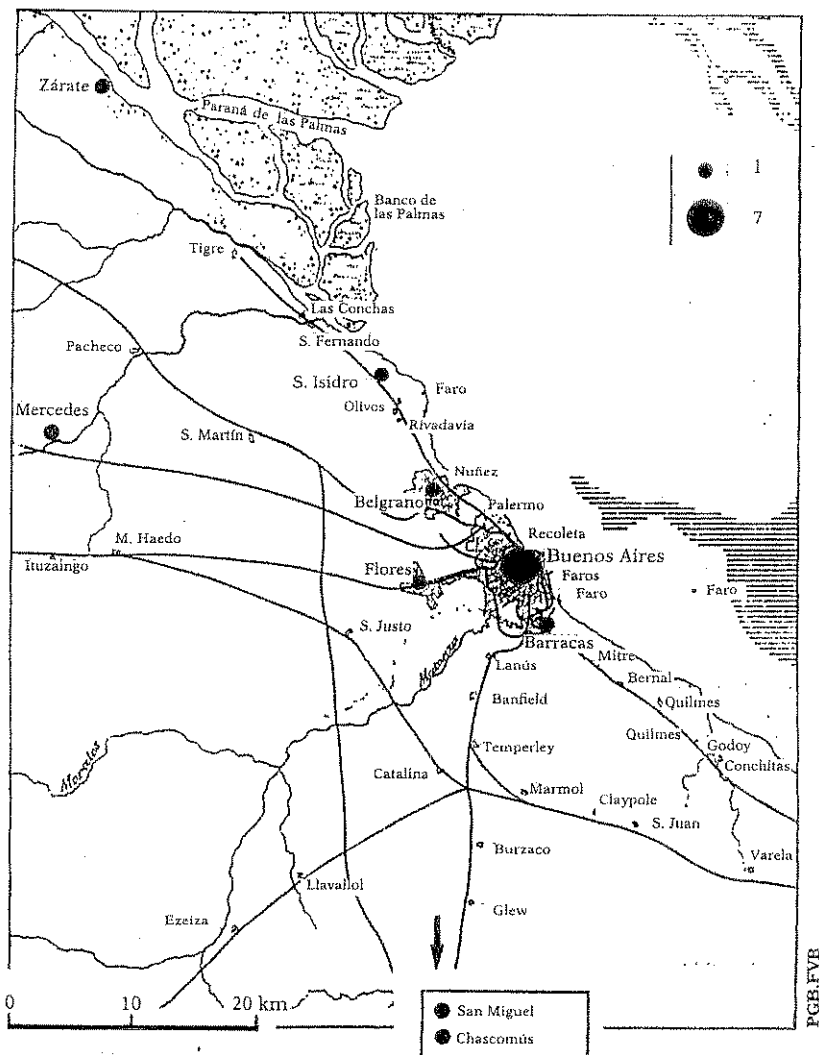 Zárate
Paraná de las Palmas
1
7
Banco de
las Palmas
Tigre
Las Conchas
S. Fernando
Pacheco
S. Isidro
Faro
Olivos
Rivadavia
Mercedes
S. Martín
Nuñez
Belgrano
Palermo
Recoleta
M. Haedo
Buenos Aires
Ituzaingo
Flores
Faros
Faro
Faro
S. Justo
Barracas
Mitre
Lanús
Bernal
Banfield
Quilmes
Quilmes
Godoy
Temperley
Conchitas
Morales
Catalina
Marmol
Claypole
S. Juan
Burzaco
Varela
Llavallol
Glew
Ezeiza
0 10 20 km
San Miguel
Chascomús
PGB.FVB